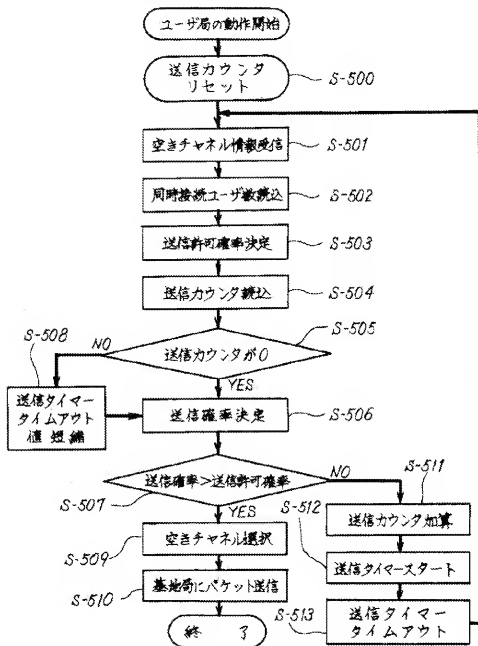 ユーザ局の動作開始
送信カウンタ
リセット
S-500
空きチャネル情報受信
S-501
同時接続ユーザ数読込
S-502
送信許可確率決定
S-503
送信カウンタ読込
S-504
送信カウンタが0
S-505
NO
YES
S-508
送信タイマー
タイムアウト
値短縮
送信確率決定
S-506
送信確率>送信許可確率
S-507
NO
YES
空きチャネル選択
S-509
基地局にパケット送信
S-510
終 了
S-511
送信カウンタ加算
S-512
送信タイマースタート
S-513
送信タイマー
タイムアウト